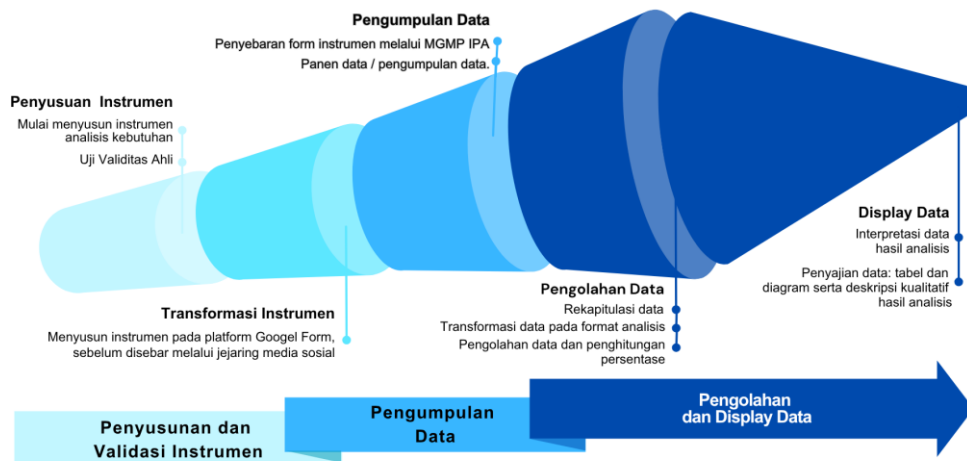 Penyusuan Instrumen
Mulai menyusun instrumen
analisis kebutuhan
Uji Validitas Ahli
Transformasi Instrumen
Menyusun instrumen pada platform Googel Form,
sebelum disebar melalui jejaring media sosial
Pengumpulan Data
Penyebaran form instrumen melalui MGMP IPA
Panen data / pengumpulan data.
Pengolahan Data
Rekapitulasi data
Transformasi data pada format analisis
Pengolahan data dan penghitungan
persentase
Display Data
Interpretasi data
hasil analisis
Penyajian data: tabel dan
diagram serta deskripsi kualitatif
hasil analisis
Penyusunan dan
Validasi Instrumen
Pengumpulan
Data
Pengolahan
dan Display Data